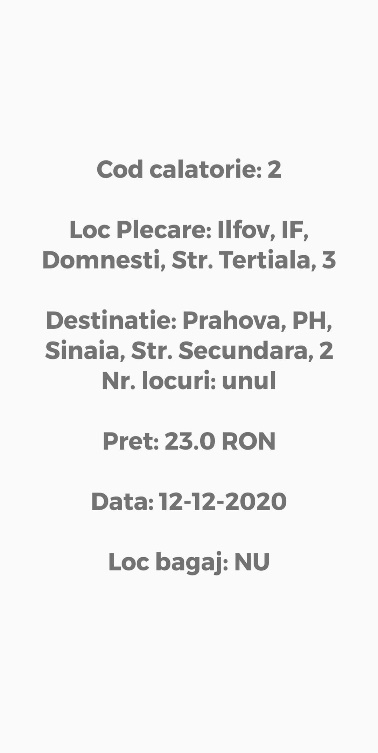 Cod calatorie: 2
Loc Plecare: Ilfov, IF,
Domnesti, Str. Tertiala, 3
Destinatie: Prahova, PH,
Sinaia, Str. Secundara, 2
Nr. locuri: unul
Pret: 23.0 RON
Data: 12-12-2020
Loc bagaj: NU